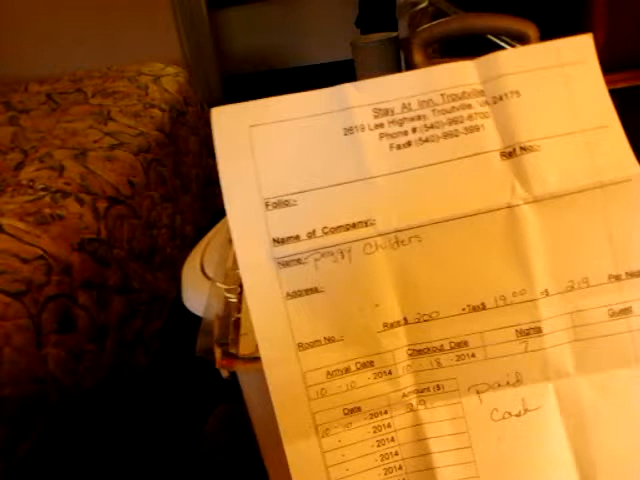 Stay At Inn, Troutville
2619 Lee Highway, Troutville, VA 24175
Phone #:(540)-992-6700
Fax# (540)-992-3991
Ref No:-
Folio:-
Name of Company:-
Name:- Peggy Childers
Address:-
Room No.- Rate $ 200 +Tax$ 19.00 =$ 219
Arrival Date Checkout Date Nights Guest
10 - 10 - 2014 10 - 18 - 2014 7
Date Amount ($)
10 - 10 - 2014 219 paid
- - 2014 cash
- - 2014
- - 2014
- - 2014